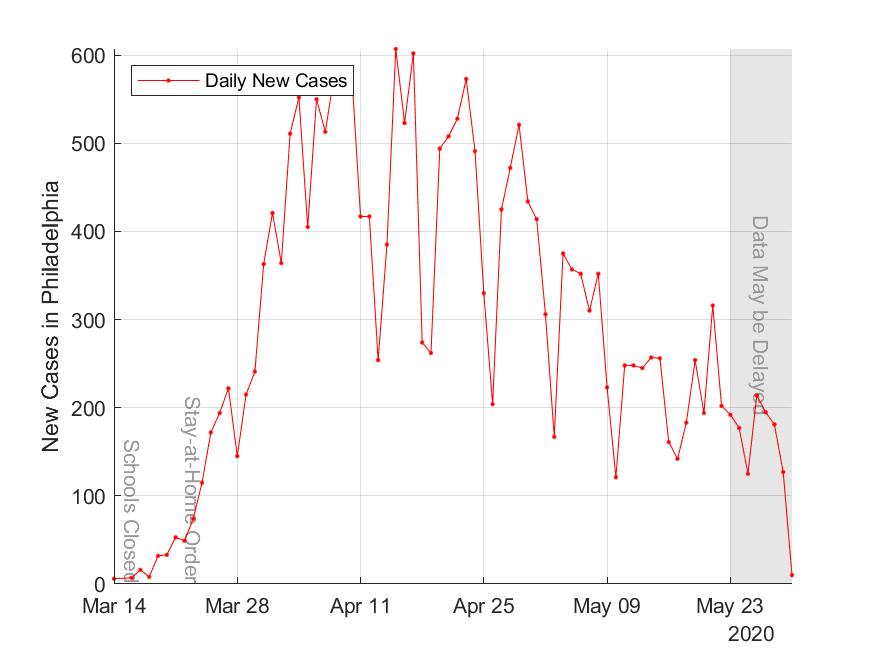 600
500
400
300
200
100
0
New Cases in Philadelphia
Daily New Cases
Schools Closed
Stay-at-Home Order
Data May be Delayed
Mar 14
Mar 28
Apr 11
Apr 25
May 09
May 23
2020